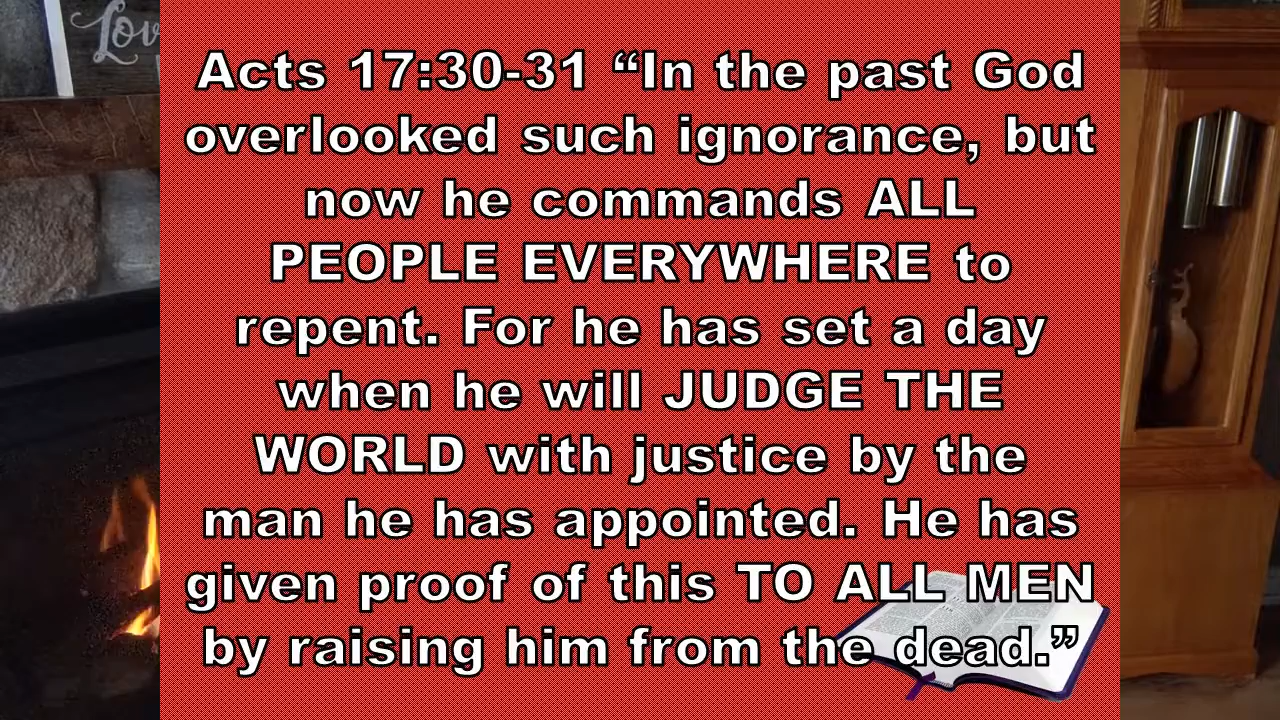 Lov
Acts 17:30-31 “In the past God
overlooked such ignorance, but
now he commands ALL
PEOPLE EVERYWHERE to
repent. For he has set a day
when he will JUDGE THE
WORLD with justice by the
man he has appointed. He has
given proof of this TO ALL MEN
by raising him from the dead.”